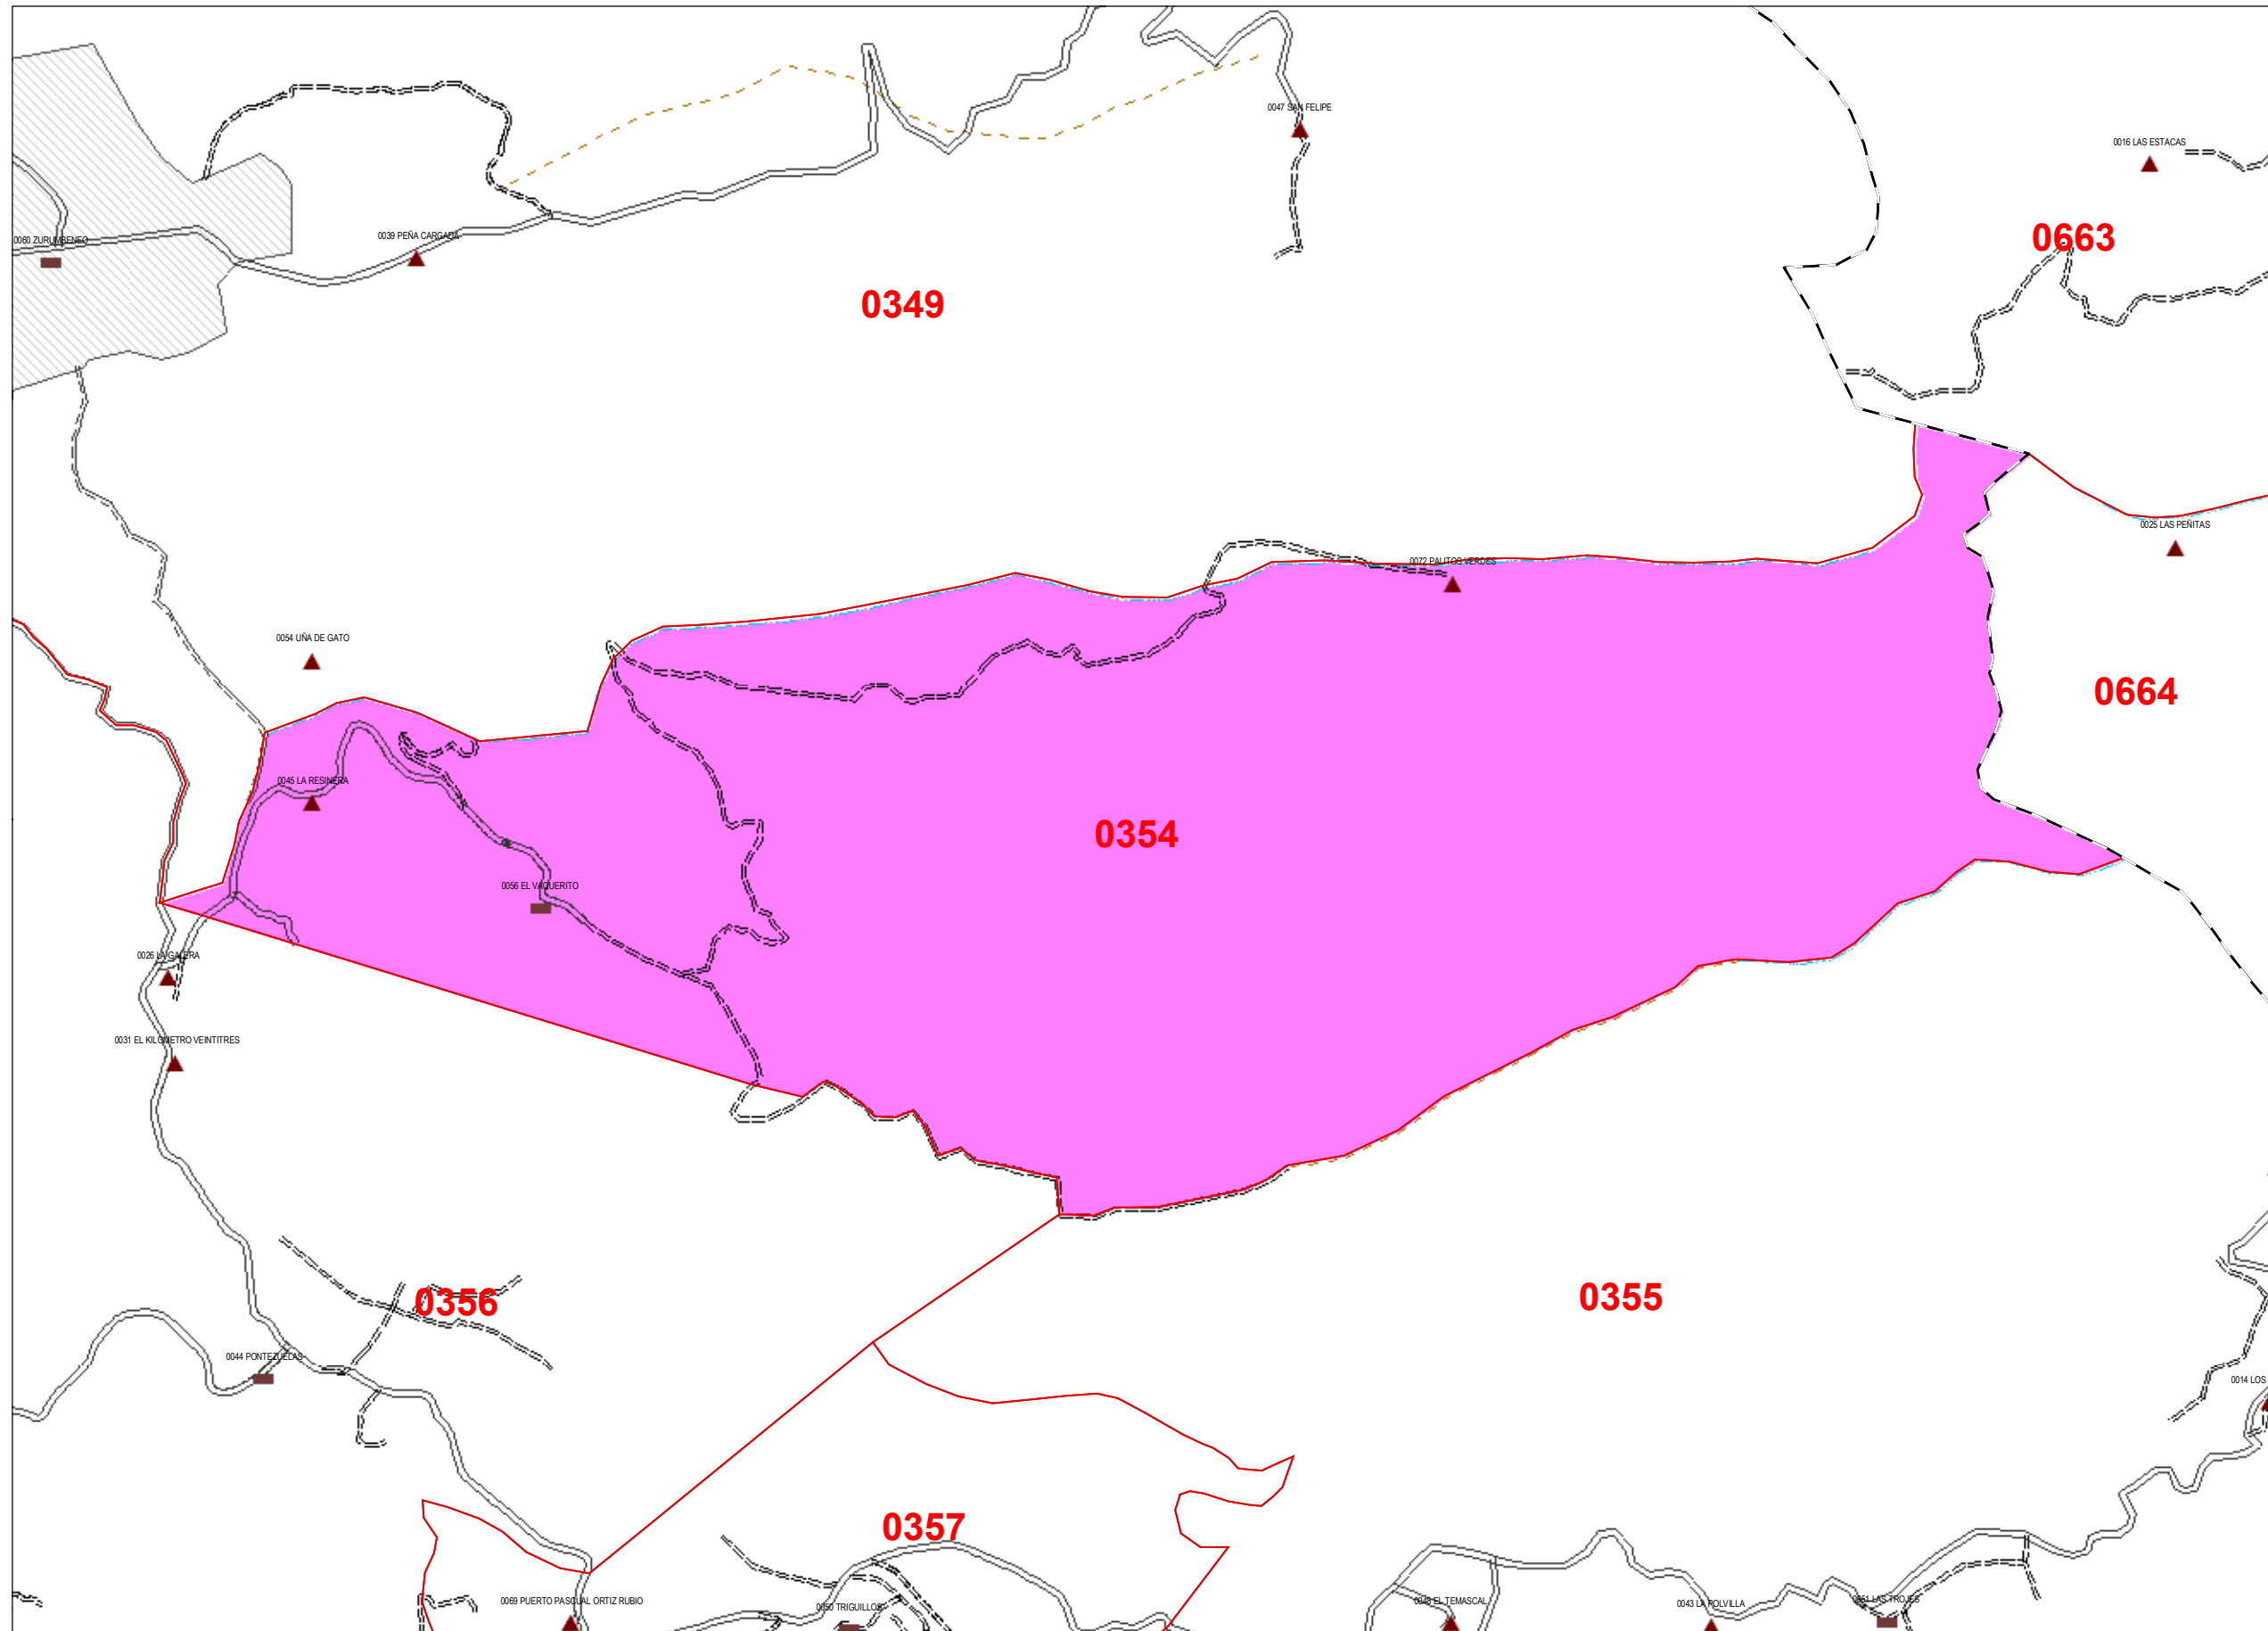 0047 SAN FELIPE
0016 LAS ESTACAS
0060 ZURUMBENEO
0039 PEÑA CARGADA
0663
0349
0025 LAS PEÑITAS
0072 PALITOS VERDES
0054 UÑA DE GATO
0664
0045 LA RESINERA
0354
0056 EL VAQUERITO
0026 LA GALERA
0031 EL KILOMETRO VEINTITRES
0356
0355
0044 PONTEZUELAS
0014 LOS
0357
0069 PUERTO PASCUAL ORTIZ RUBIO
0050 TRIGUILLOS
EL TEMASCAL
0043 LA POLVILLA
LAS TROJES